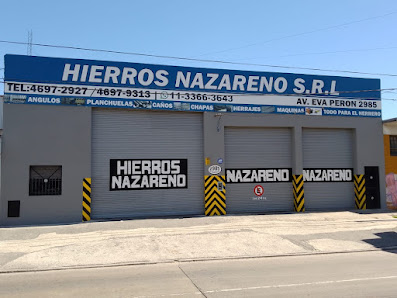 HIERROS NAZARENO S.R.L
TEL:4697-2927 / 4697-9313 | 11-3366-3643 AV. EVA PERON 2985
ANGULOS PLANCHUELAS CAÑOS CHAPAS HERRAJES MAQUINAS TODO PARA EL HERRERO
HIERROS
NAZARENO
NAZARENO
NAZARENO
2985
E